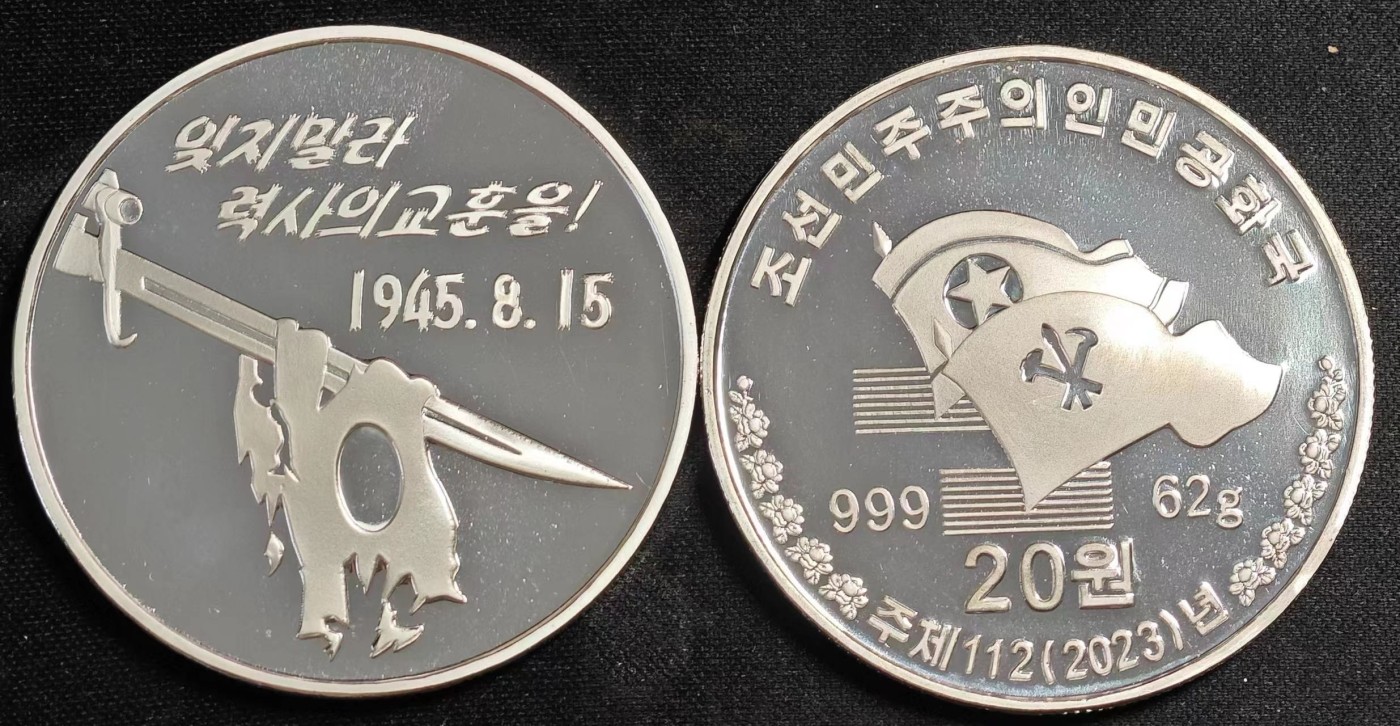 잊지말라
력사의교훈을!
1945.8.15
조선민주주의인민공화국
999
62g
20원
주체112(2023)년